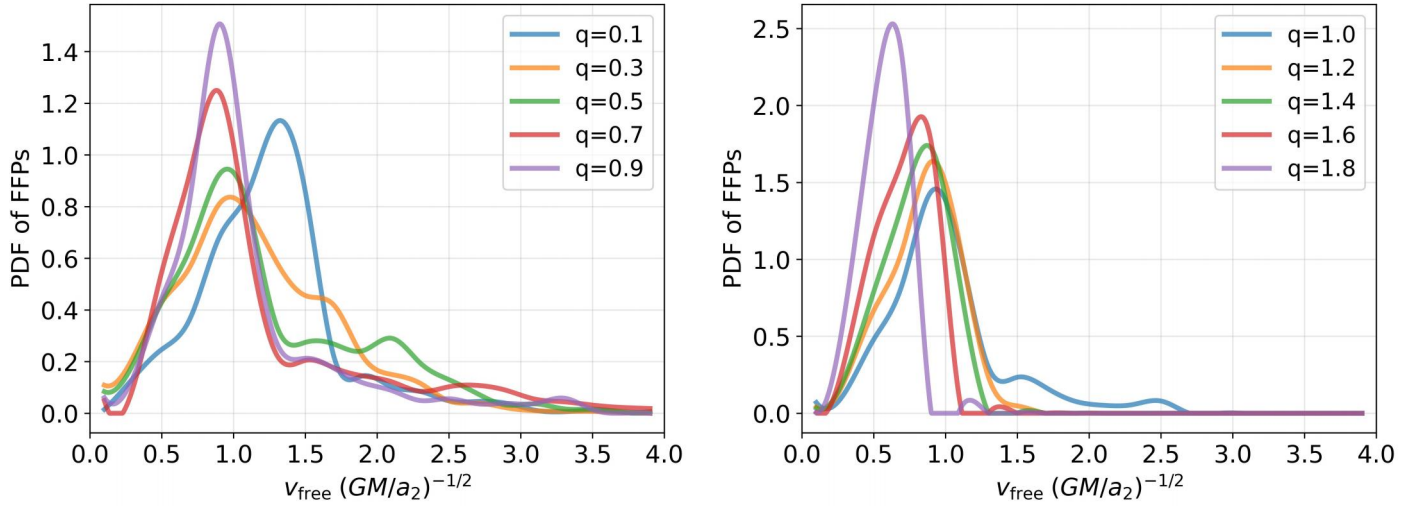 PDF of FFPs
1.4
1.2
1.0
0.8
0.6
0.4
0.2
0.0
q=0.1
q=0.3
q=0.5
q=0.7
q=0.9
0.0 0.5 1.0 1.5 2.0 2.5 3.0 3.5 4.0
v_free (GM/a_2)^{-1/2}
PDF of FFPs
2.5
2.0
1.5
1.0
0.5
0.0
q=1.0
q=1.2
q=1.4
q=1.6
q=1.8
0.0 0.5 1.0 1.5 2.0 2.5 3.0 3.5 4.0
v_free (GM/a_2)^{-1/2}